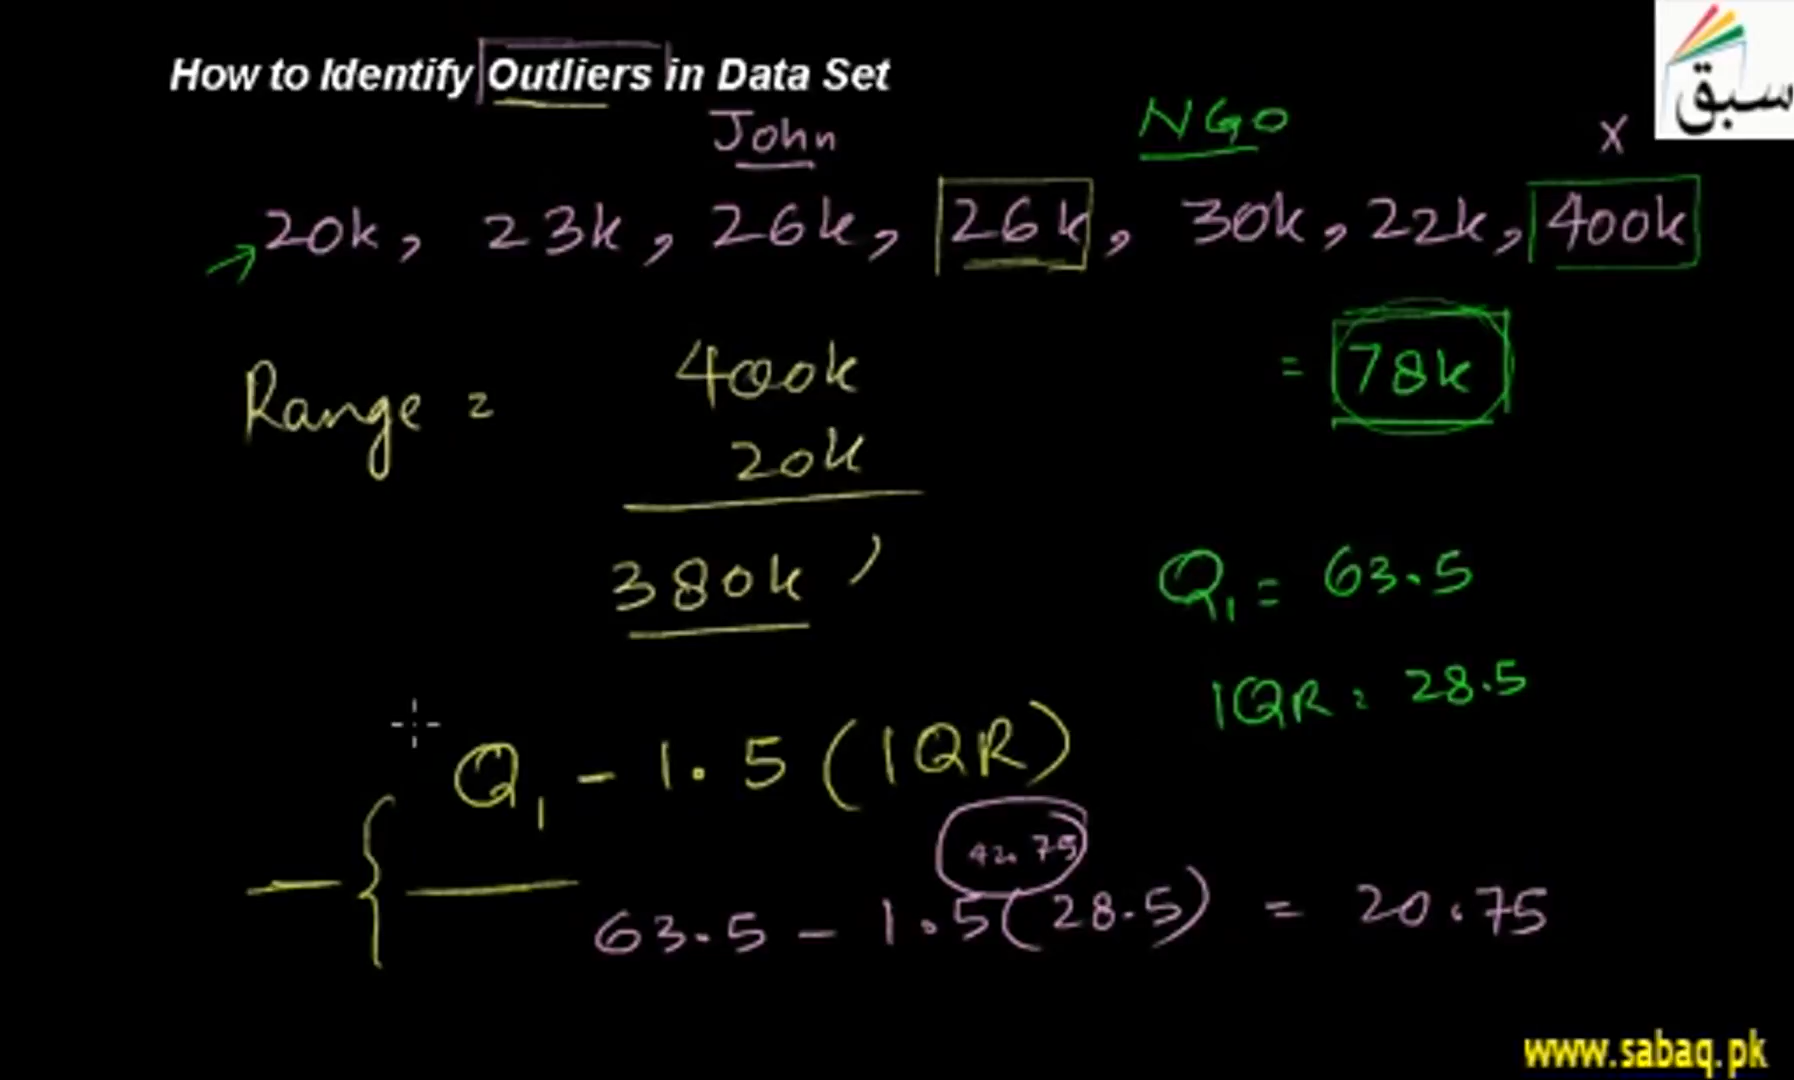 How to Identify Outliers in Data Set
سبق
John NGO X
20k, 23k, 26k, 26k, 30k, 22k, 400k
Range = 400k
20k
380k
= 78k
Q1 = 63.5
IQR = 28.5
Q1 - 1.5 (IQR)
42.75
63.5 - 1.5(28.5) = 20.75
www.sabaq.pk